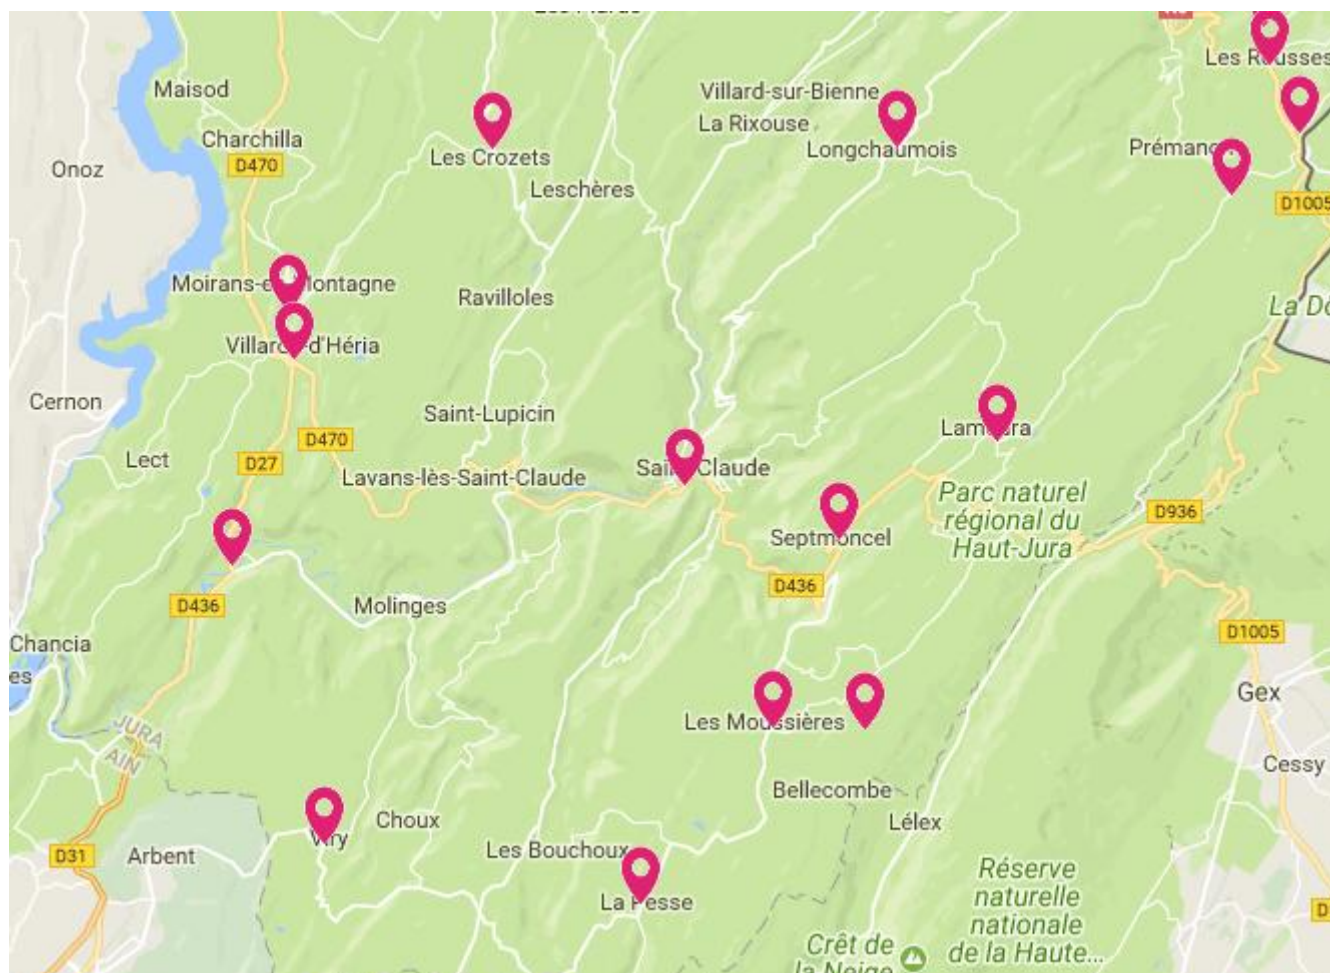 Les Rousses
Maisod
Villard-sur-Bienne
La Rixouse
Charchilla
D470
Les Crozets
Longchaumois
Onoz
Leschères
D1005
Moirans-en-Montagne
Ravilloles
Villards-d'Héria
Cernon
Saint-Lupicin
Lamoura
D470
Lect
D27
Lavans-lès-Saint-Claude
Saint-Claude
Parc naturel
régional du
Haut-Jura
D936
Septmoncel
D436
D436
Molinges
D1005
Chancia
es
Gex
Les Moussières
JURA
AIN
Cessy
Bellecombe
Choux
Lélex
Viry
Les Bouchoux
D31
Arbent
La Pesse
Réserve
naturelle
nationale
de la Haute...
D
Crêt de
la Neige